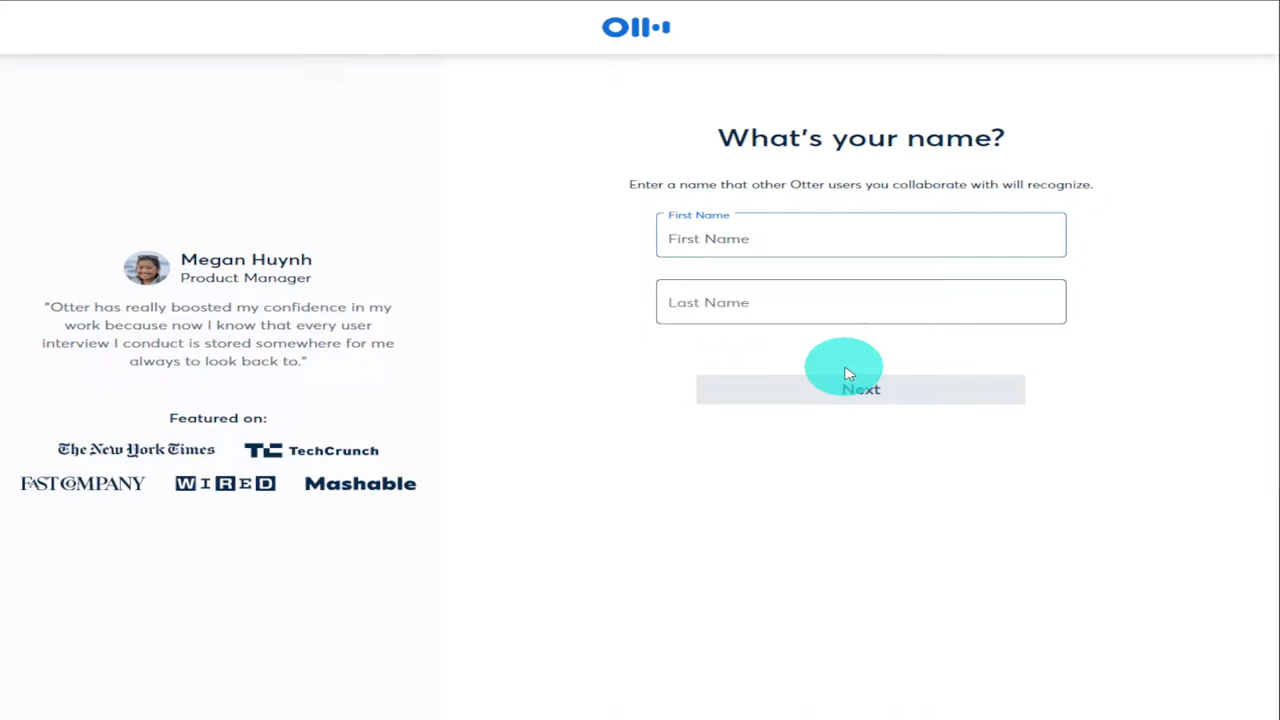 What's your name?
Enter a name that other Otter users you collaborate with will recognize.
First Name
First Name
Last Name
Next
Megan Huynh
Product Manager
"Otter has really boosted my confidence in my
work because now I know that every user
interview I conduct is stored somewhere for me
always to look back to."
Featured on:
The New York Times TechCrunch
FAST COMPANY WIRED Mashable